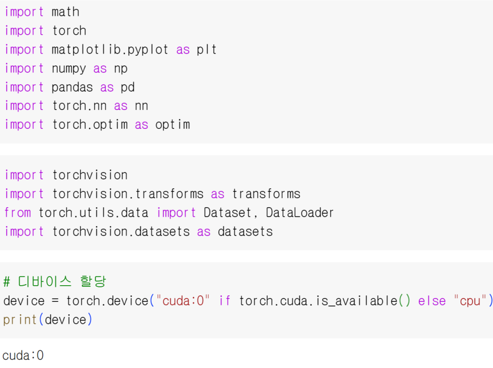 import math
import torch
import matplotlib.pyplot as plt
import numpy as np
import pandas as pd
import torch.nn as nn
import torch.optim as optim
import torchvision
import torchvision.transforms as transforms
from torch.utils.data import Dataset, DataLoader
import torchvision.datasets as datasets
# 디바이스 할당
device = torch.device("cuda:0" if torch.cuda.is_available() else "cpu")
print(device)
cuda:0